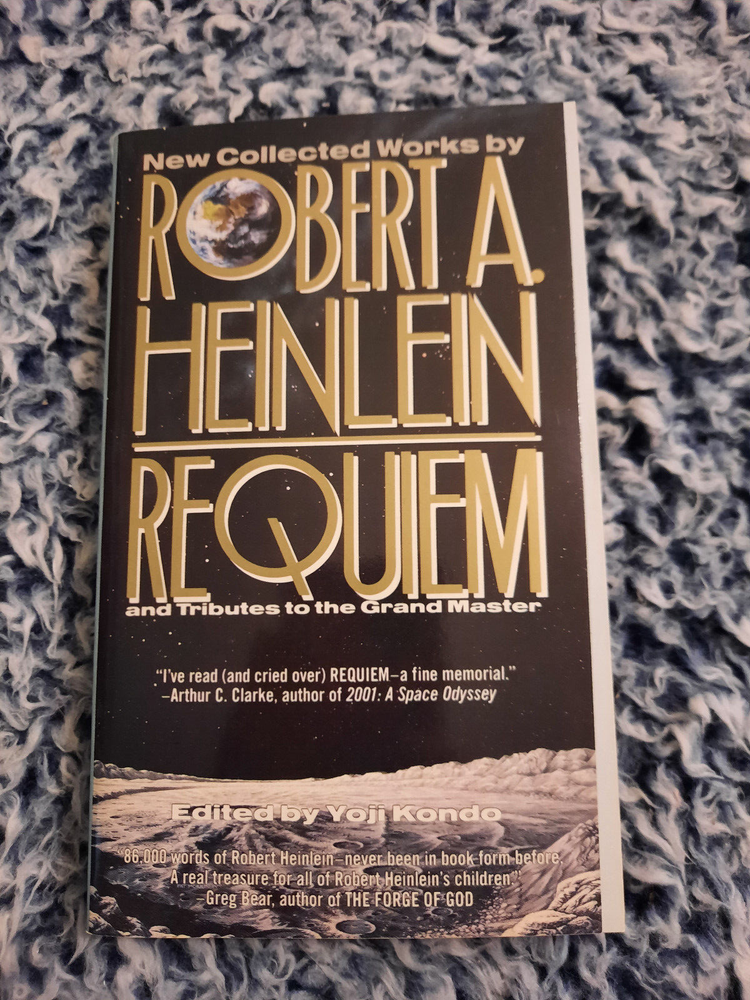 New Collected Works by
ROBERT A.
HEINLEIN
REQUIEM
and Tributes to the Grand Master
"I've read (and cried over) REQUIEM–a fine memorial."
–Arthur C. Clarke, author of 2001: A Space Odyssey
Edited by Yoji Kondo
"86,000 words of Robert Heinlein–never been in book form before.
A real treasure for all of Robert Heinlein's children."
Greg Bear, author of THE FORGE OF GOD